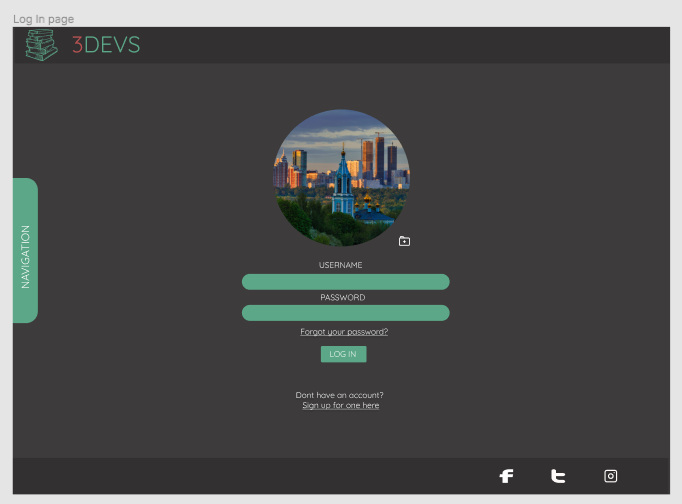 Log In page
3DEVS
NAVIGATION
USERNAME
PASSWORD
Forgot your password?
LOG IN
Dont have an account?
Sign up for one here